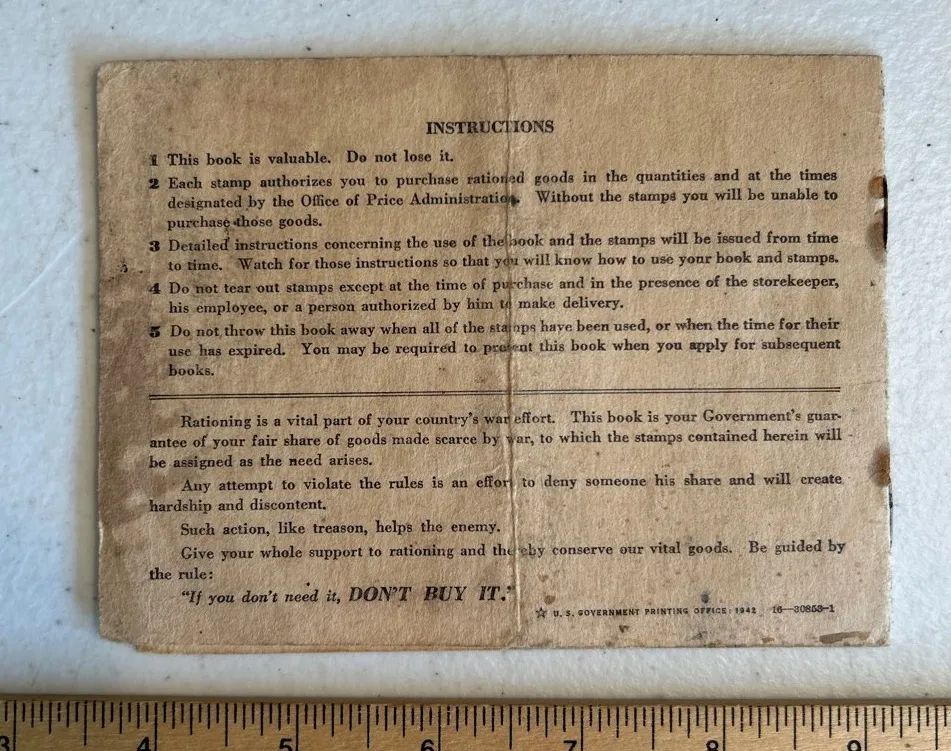 INSTRUCTIONS
1 This book is valuable. Do not lose it.
2 Each stamp authorizes you to purchase rationed goods in the quantities and at the times
designated by the Office of Price Administration. Without the stamps you will be unable to
purchase those goods.
3 Detailed instructions concerning the use of the book and the stamps will be issued from time
to time. Watch for those instructions so that you will know how to use your book and stamps.
4 Do not tear out stamps except at the time of purchase and in the presence of the storekeeper,
his employee, or a person authorized by him to make delivery.
5 Do not throw this book away when all of the stamps have been used, or when the time for their
use has expired. You may be required to present this book when you apply for subsequent
books.
Rationing is a vital part of your country's war effort. This book is your Government's guar-
antee of your fair share of goods made scarce by war, to which the stamps contained herein will
be assigned as the need arises.
Any attempt to violate the rules is an effort to deny someone his share and will create
hardship and discontent.
Such action, like treason, helps the enemy.
Give your whole support to rationing and thereby conserve our vital goods. Be guided by
the rule:
"If you don't need it, DON'T BUY IT."
☆ U. S. GOVERNMENT PRINTING OFFICE: 1942 16—30853-1
3 4 5 6 7 8 9